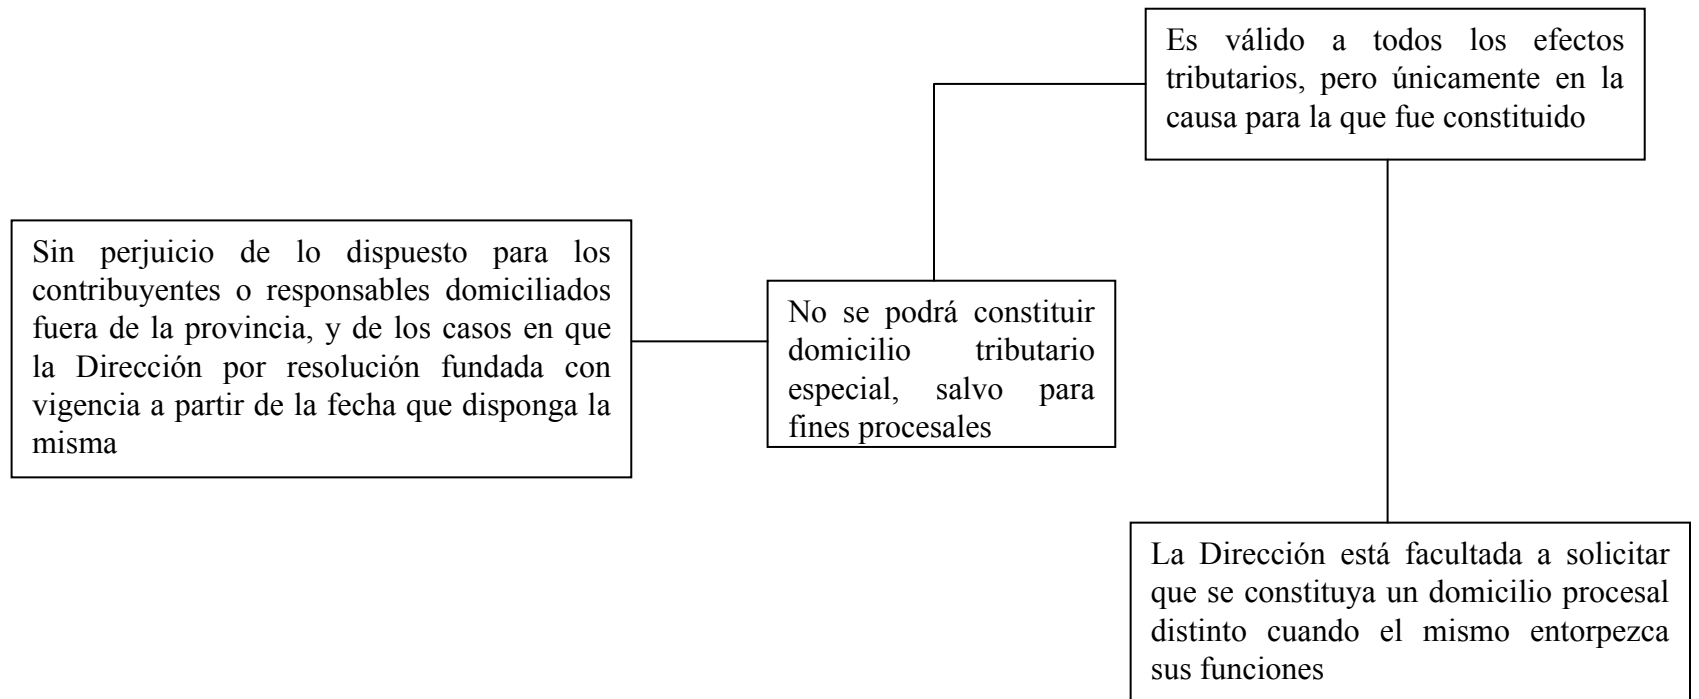 Es válido a todos los efectos
tributarios, pero únicamente en la
causa para la que fue constituido
Sin perjuicio de lo dispuesto para los
contribuyentes o responsables domiciliados
fuera de la provincia, y de los casos en que
la Dirección por resolución fundada con
vigencia a partir de la fecha que disponga la
misma
No se podrá constituir
domicilio tributario
especial, salvo para
fines procesales
La Dirección está facultada a solicitar
que se constituya un domicilio procesal
distinto cuando el mismo entorpezca
sus funciones